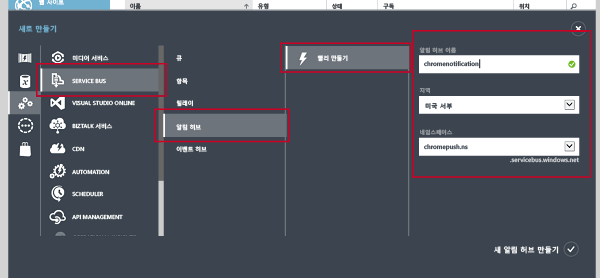 웹 사이트
이름 유형 상태 구독 위치
새로 만들기
미디어 서비스
SERVICE BUS
VISUAL STUDIO ONLINE
BIZTALK 서비스
CDN
AUTOMATION
SCHEDULER
API MANAGEMENT
큐
항목
릴레이
알림 허브
이벤트 허브
빨리 만들기
알림 허브 이름
chromenotification
지역
미국 서부
네임스페이스
chromepush.ns
.servicebus.windows.net
새 알림 허브 만들기